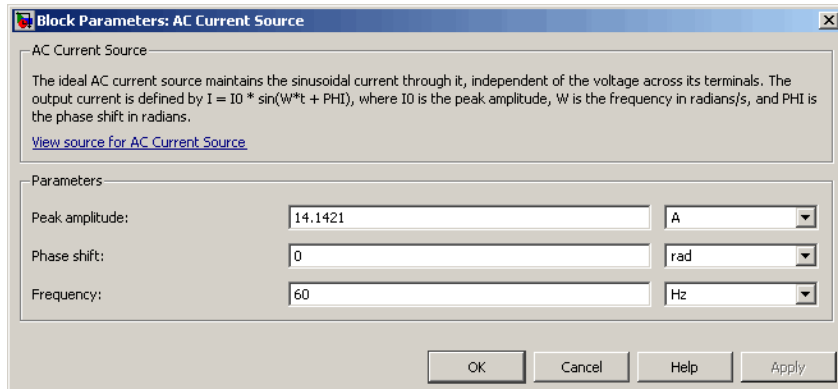 Block Parameters: AC Current Source
AC Current Source
The ideal AC current source maintains the sinusoidal current through it, independent of the voltage across its terminals. The
output current is defined by I = I0 * sin(W*t + PHI), where I0 is the peak amplitude, W is the frequency in radians/s, and PHI is
the phase shift in radians.
View source for AC Current Source
Parameters
Peak amplitude: 14.1421 A
Phase shift: 0 rad
Frequency: 60 Hz
OK Cancel Help Apply